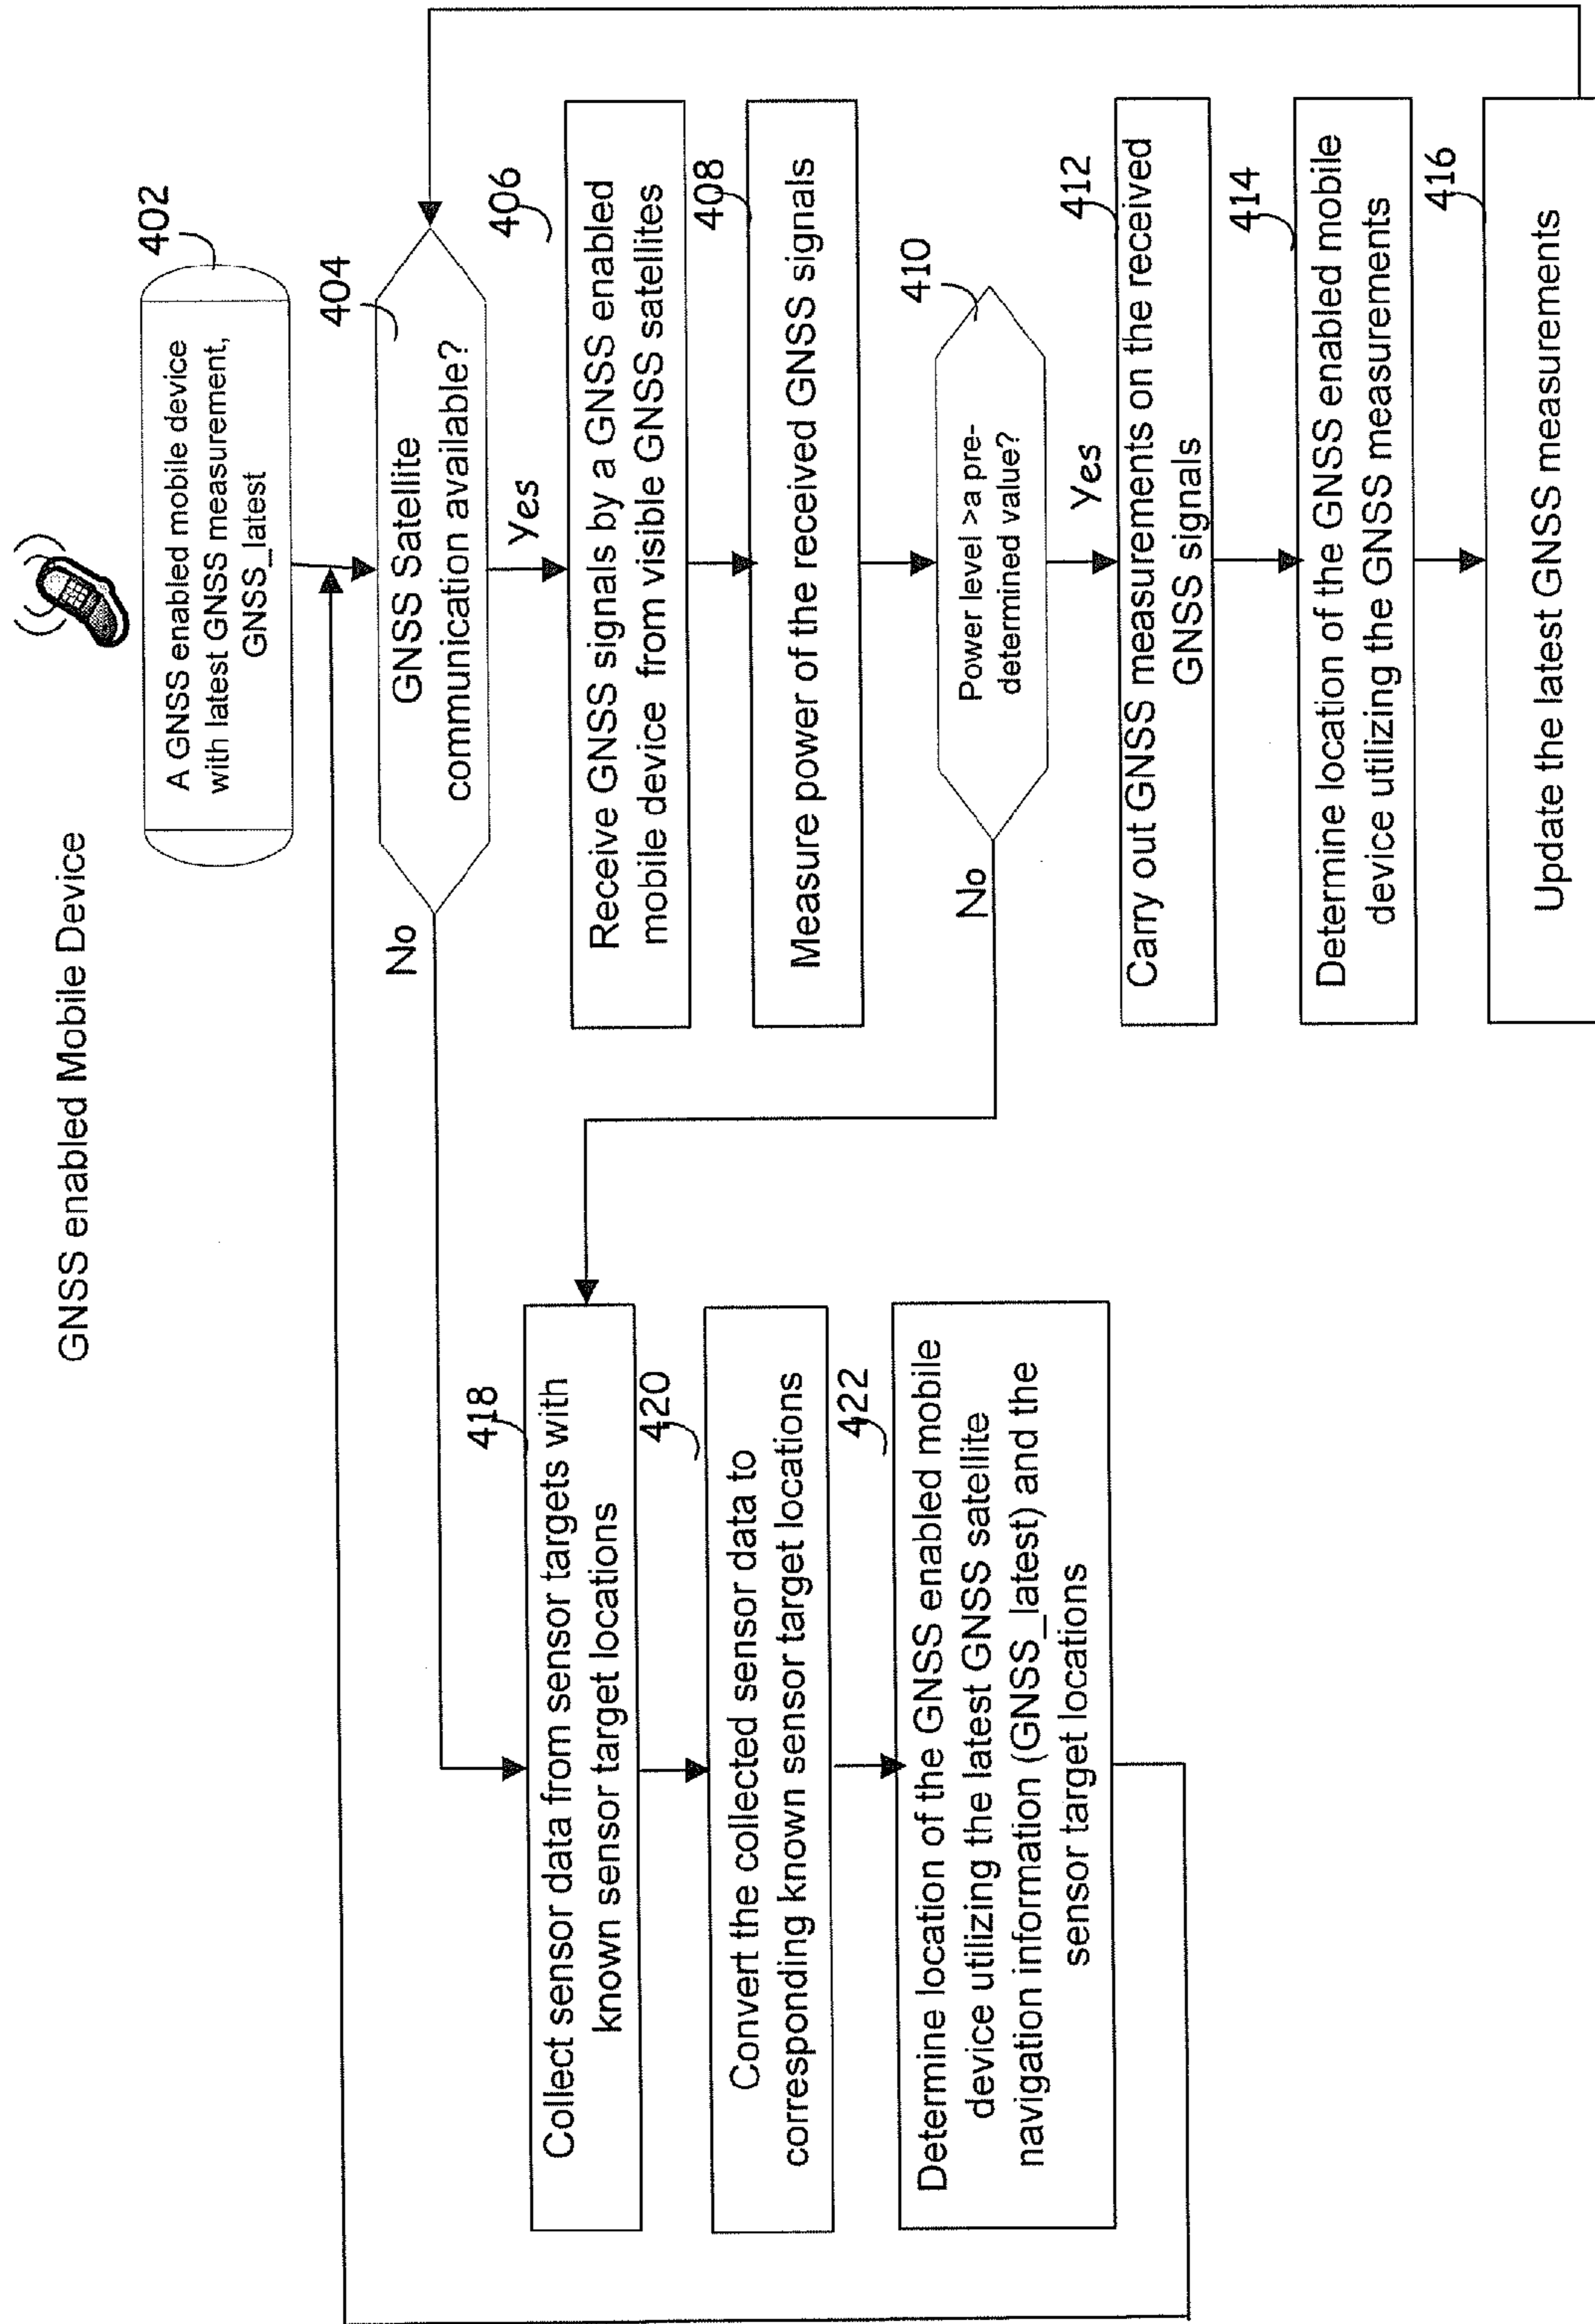 GNSS enabled Mobile Device
402
A GNSS enabled mobile device
with latest GNSS measurement,
GNSS_latest
404
GNSS Satellite
communication available?
No
Yes
406
Receive GNSS signals by a GNSS enabled
mobile device from visible GNSS satellites
408
Measure power of the received GNSS signals
410
Power level >a pre-
determined value?
No
Yes
412
Carry out GNSS measurements on the received
GNSS signals
414
Determine location of the GNSS enabled mobile
device utilizing the GNSS measurements
416
Update the latest GNSS measurements
418
Collect sensor data from sensor targets with
known sensor target locations
420
Convert the collected sensor data to
corresponding known sensor target locations
422
Determine location of the GNSS enabled mobile
device utilizing the latest GNSS satellite
navigation information (GNSS_latest) and the
sensor target locations